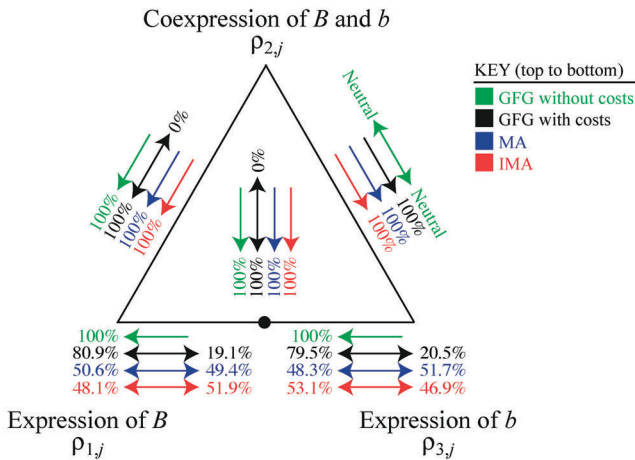 Coexpression of B and b
ρ2,j
KEY (top to bottom)
GFG without costs
GFG with costs
MA
IMA
0%
100%
100%
100%
100%
0%
100%
100%
100%
100%
Neutral
Neutral
100%
100%
100%
100%
80.9% 19.1%
50.6% 49.4%
48.1% 51.9%
100%
79.5% 20.5%
48.3% 51.7%
53.1% 46.9%
Expression of B
ρ1,j
Expression of b
ρ3,j